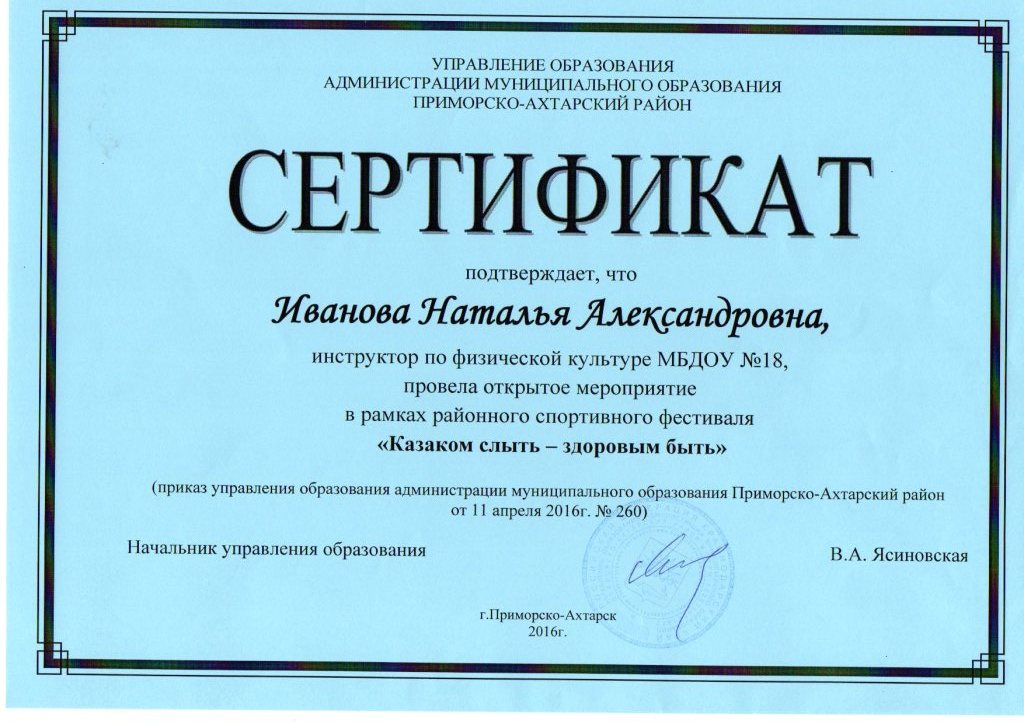 УПРАВЛЕНИЕ ОБРАЗОВАНИЯ
АДМИНИСТРАЦИИ МУНИЦИПАЛЬНОГО ОБРАЗОВАНИЯ
ПРИМОРСКО-АХТАРСКИЙ РАЙОН
СЕРТИФИКАТ
подтверждает, что
Иванова Наталья Александровна,
инструктор по физической культуре МБДОУ №18,
провела открытое мероприятие
в рамках районного спортивного фестиваля
«Казаком слыть – здоровым быть»
(приказ управления образования администрации муниципального образования Приморско-Ахтарский район
от 11 апреля 2016г. № 260)
Начальник управления образования
В.А. Ясиновская
г.Приморско-Ахтарск
2016г.